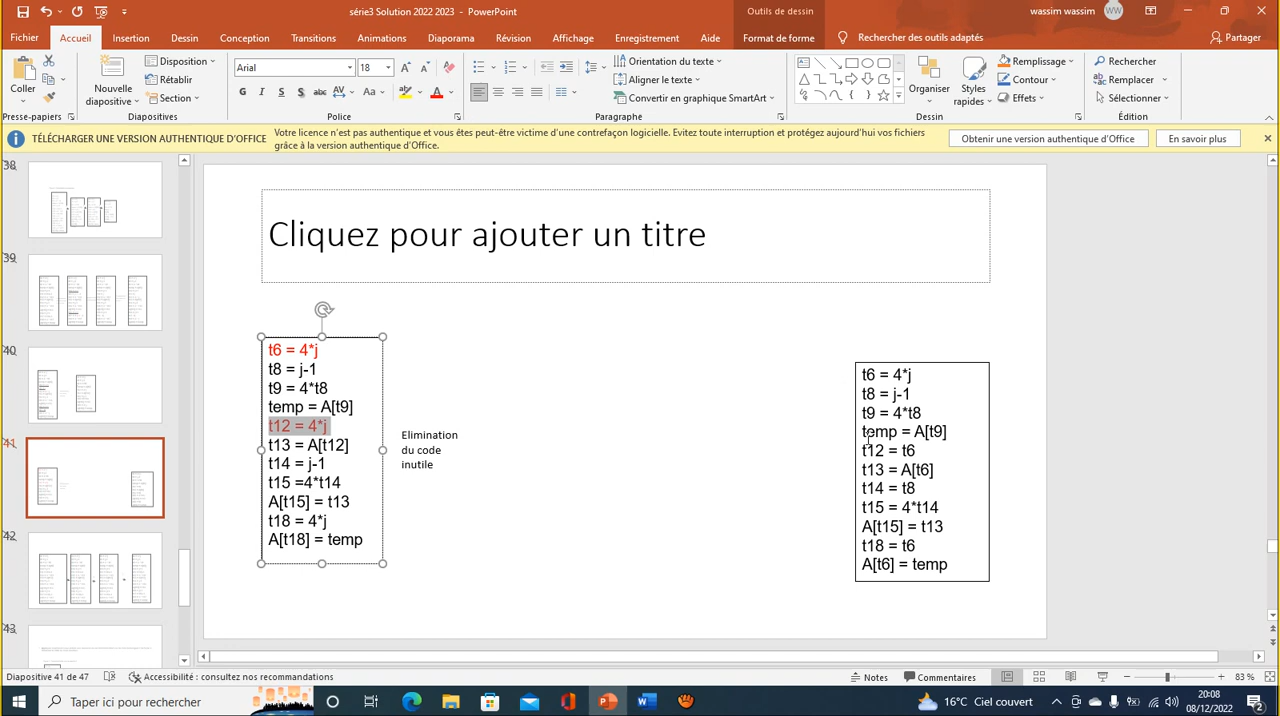 série3 Solution 2022 2023 - PowerPoint
Outils de dessin
wassim wassim
WW
Fichier
Accueil
Insertion
Dessin
Conception
Transitions
Animations
Diaporama
Révision
Affichage
Enregistrement
Aide
Format de forme
Rechercher des outils adaptés
Partager
Coller
Presse-papiers
Nouvelle
diapositive
Disposition
Rétablir
Section
Diapositives
Arial
18
G I S S abc AV Aa A
Police
Orientation du texte
Aligner le texte
Convertir en graphique SmartArt
Paragraphe
Organiser
Styles
rapides
Remplissage
Contour
Effets
Dessin
Rechercher
Remplacer
Sélectionner
Édition
TÉLÉCHARGER UNE VERSION AUTHENTIQUE D'OFFICE
Votre licence n'est pas authentique et vous êtes peut-être victime d'une contrefaçon logicielle. Evitez toute interruption et protégez aujourd'hui vos fichiers
grâce à la version authentique d'Office.
Obtenir une version authentique d'Office
En savoir plus
38
39
40
41
42
43
Cliquez pour ajouter un titre
t6 = 4*j
t8 = j-1
t9 = 4*t8
temp = A[t9]
t12 = 4*j
t13 = A[t12]
t14 = j-1
t15 =4*t14
A[t15] = t13
t18 = 4*j
A[t18] = temp
Elimination
du code
inutile
t6 = 4*j
t8 = j-1
t9 = 4*t8
temp = A[t9]
t12 = t6
t13 = A[t6]
t14 = t8
t15 = 4*t14
A[t15] = t13
t18 = t6
A[t6] = temp
Diapositive 41 de 47
Accessibilité : consultez nos recommandations
Notes
Commentaires
83 %
Taper ici pour rechercher
16°C Ciel couvert
20:08
08/12/2022
2